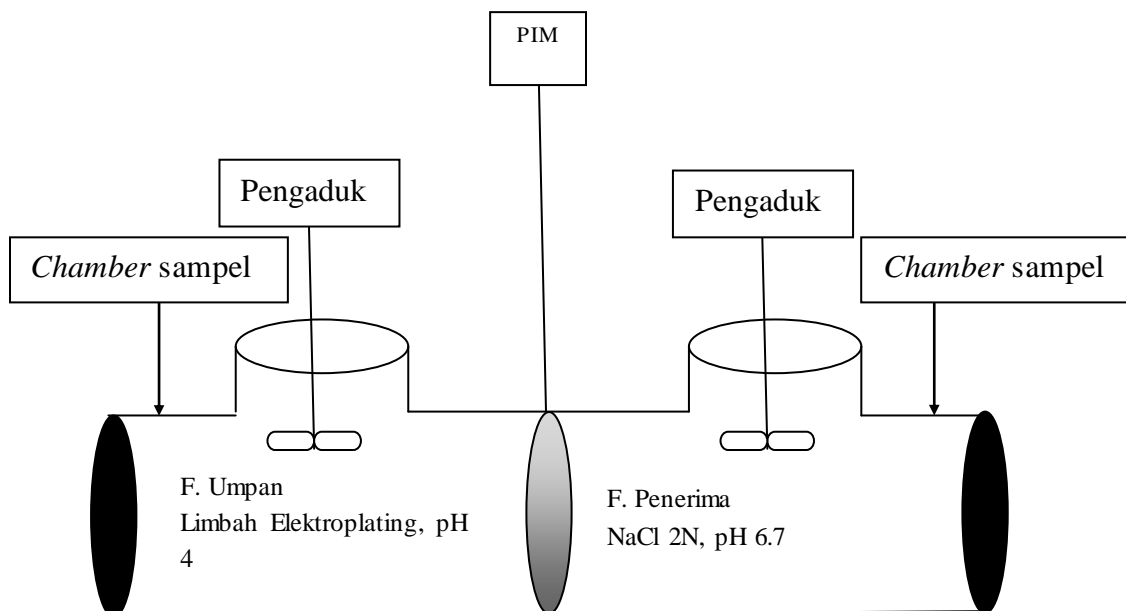 PIM
Pengaduk
Pengaduk
Chamber sampel
Chamber sampel
F. Umpan
Limbah Elektroplating, pH
4
F. Penerima
NaCl 2N, pH 6.7